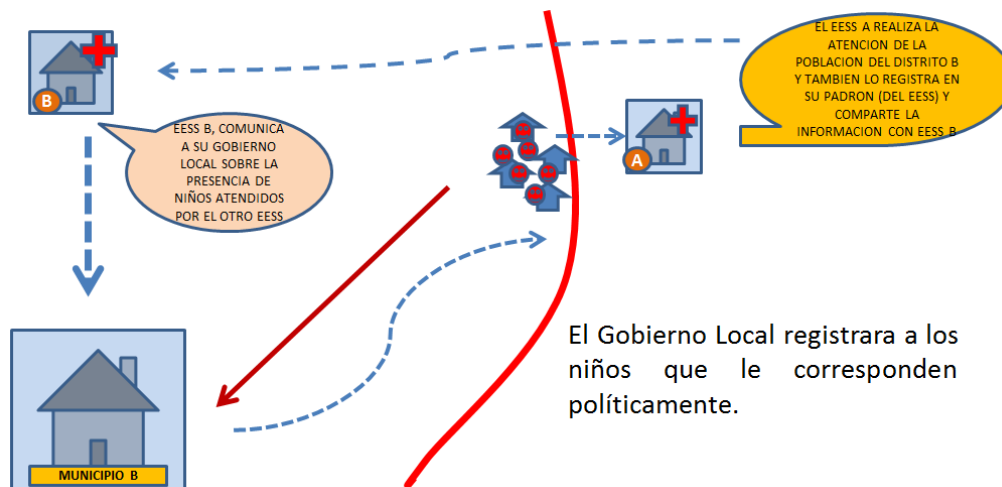 EL EESS A REALIZA LA
ATENCION DE LA
POBLACION DEL DISTRITO B
Y TAMBIEN LO REGISTRA EN
SU PADRON (DEL EESS) Y
COMPARTE LA
INFORMACION CON EESS B
B
EESS B, COMUNICA
A SU GOBIERNO
LOCAL SOBRE LA
PRESENCIA DE
NIÑOS ATENDIDOS
POR EL OTRO EESS
A
El Gobierno Local registrara a los
niños que le corresponden
políticamente.
MUNICIPIO B